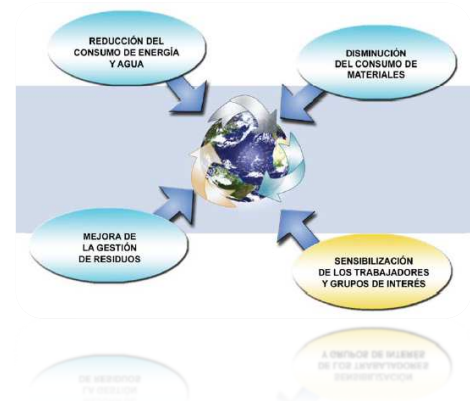 REDUCCIÓN DEL
CONSUMO DE ENERGÍA
Y AGUA
DISMINUCIÓN
DEL CONSUMO DE
MATERIALES
MEJORA DE
LA GESTIÓN
DE RESIDUOS
SENSIBILIZACIÓN
DE LOS TRABAJADORES
Y GRUPOS DE INTERÉS